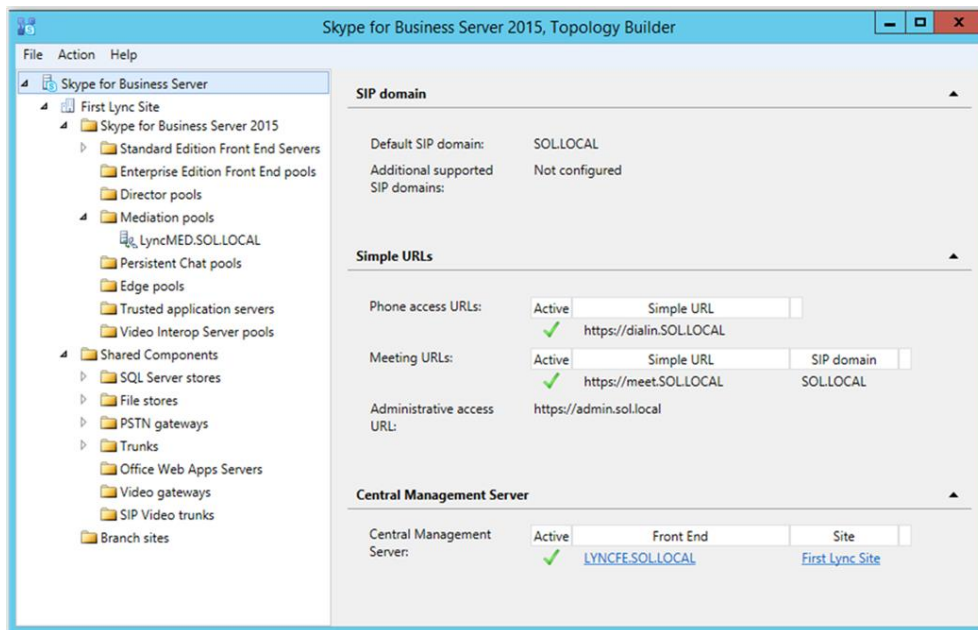 Skype for Business Server 2015, Topology Builder
File Action Help
Skype for Business Server
First Lync Site
Skype for Business Server 2015
Standard Edition Front End Servers
Enterprise Edition Front End pools
Director pools
Mediation pools
LyncMED.SOL.LOCAL
Persistent Chat pools
Edge pools
Trusted application servers
Video Interop Server pools
Shared Components
SQL Server stores
File stores
PSTN gateways
Trunks
Office Web Apps Servers
Video gateways
SIP Video trunks
Branch sites
SIP domain
Default SIP domain: SOL.LOCAL
Additional supported Not configured
SIP domains:
Simple URLs
Phone access URLs: Active Simple URL
https://dialin.SOL.LOCAL
Meeting URLs: Active Simple URL SIP domain
https://meet.SOL.LOCAL SOL.LOCAL
Administrative access https://admin.sol.local
URL:
Central Management Server
Central Management Active Front End Site
Server: LYNCFE.SOL.LOCAL First Lync Site